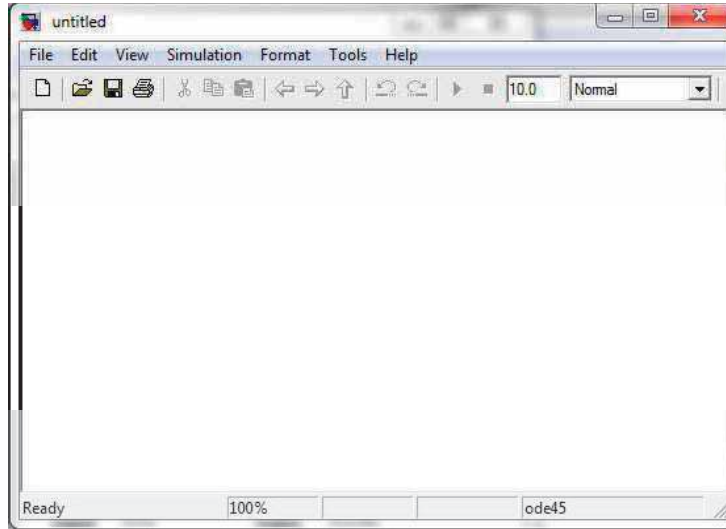 untitled
File Edit View Simulation Format Tools Help
10.0 Normal
Ready 100% ode45